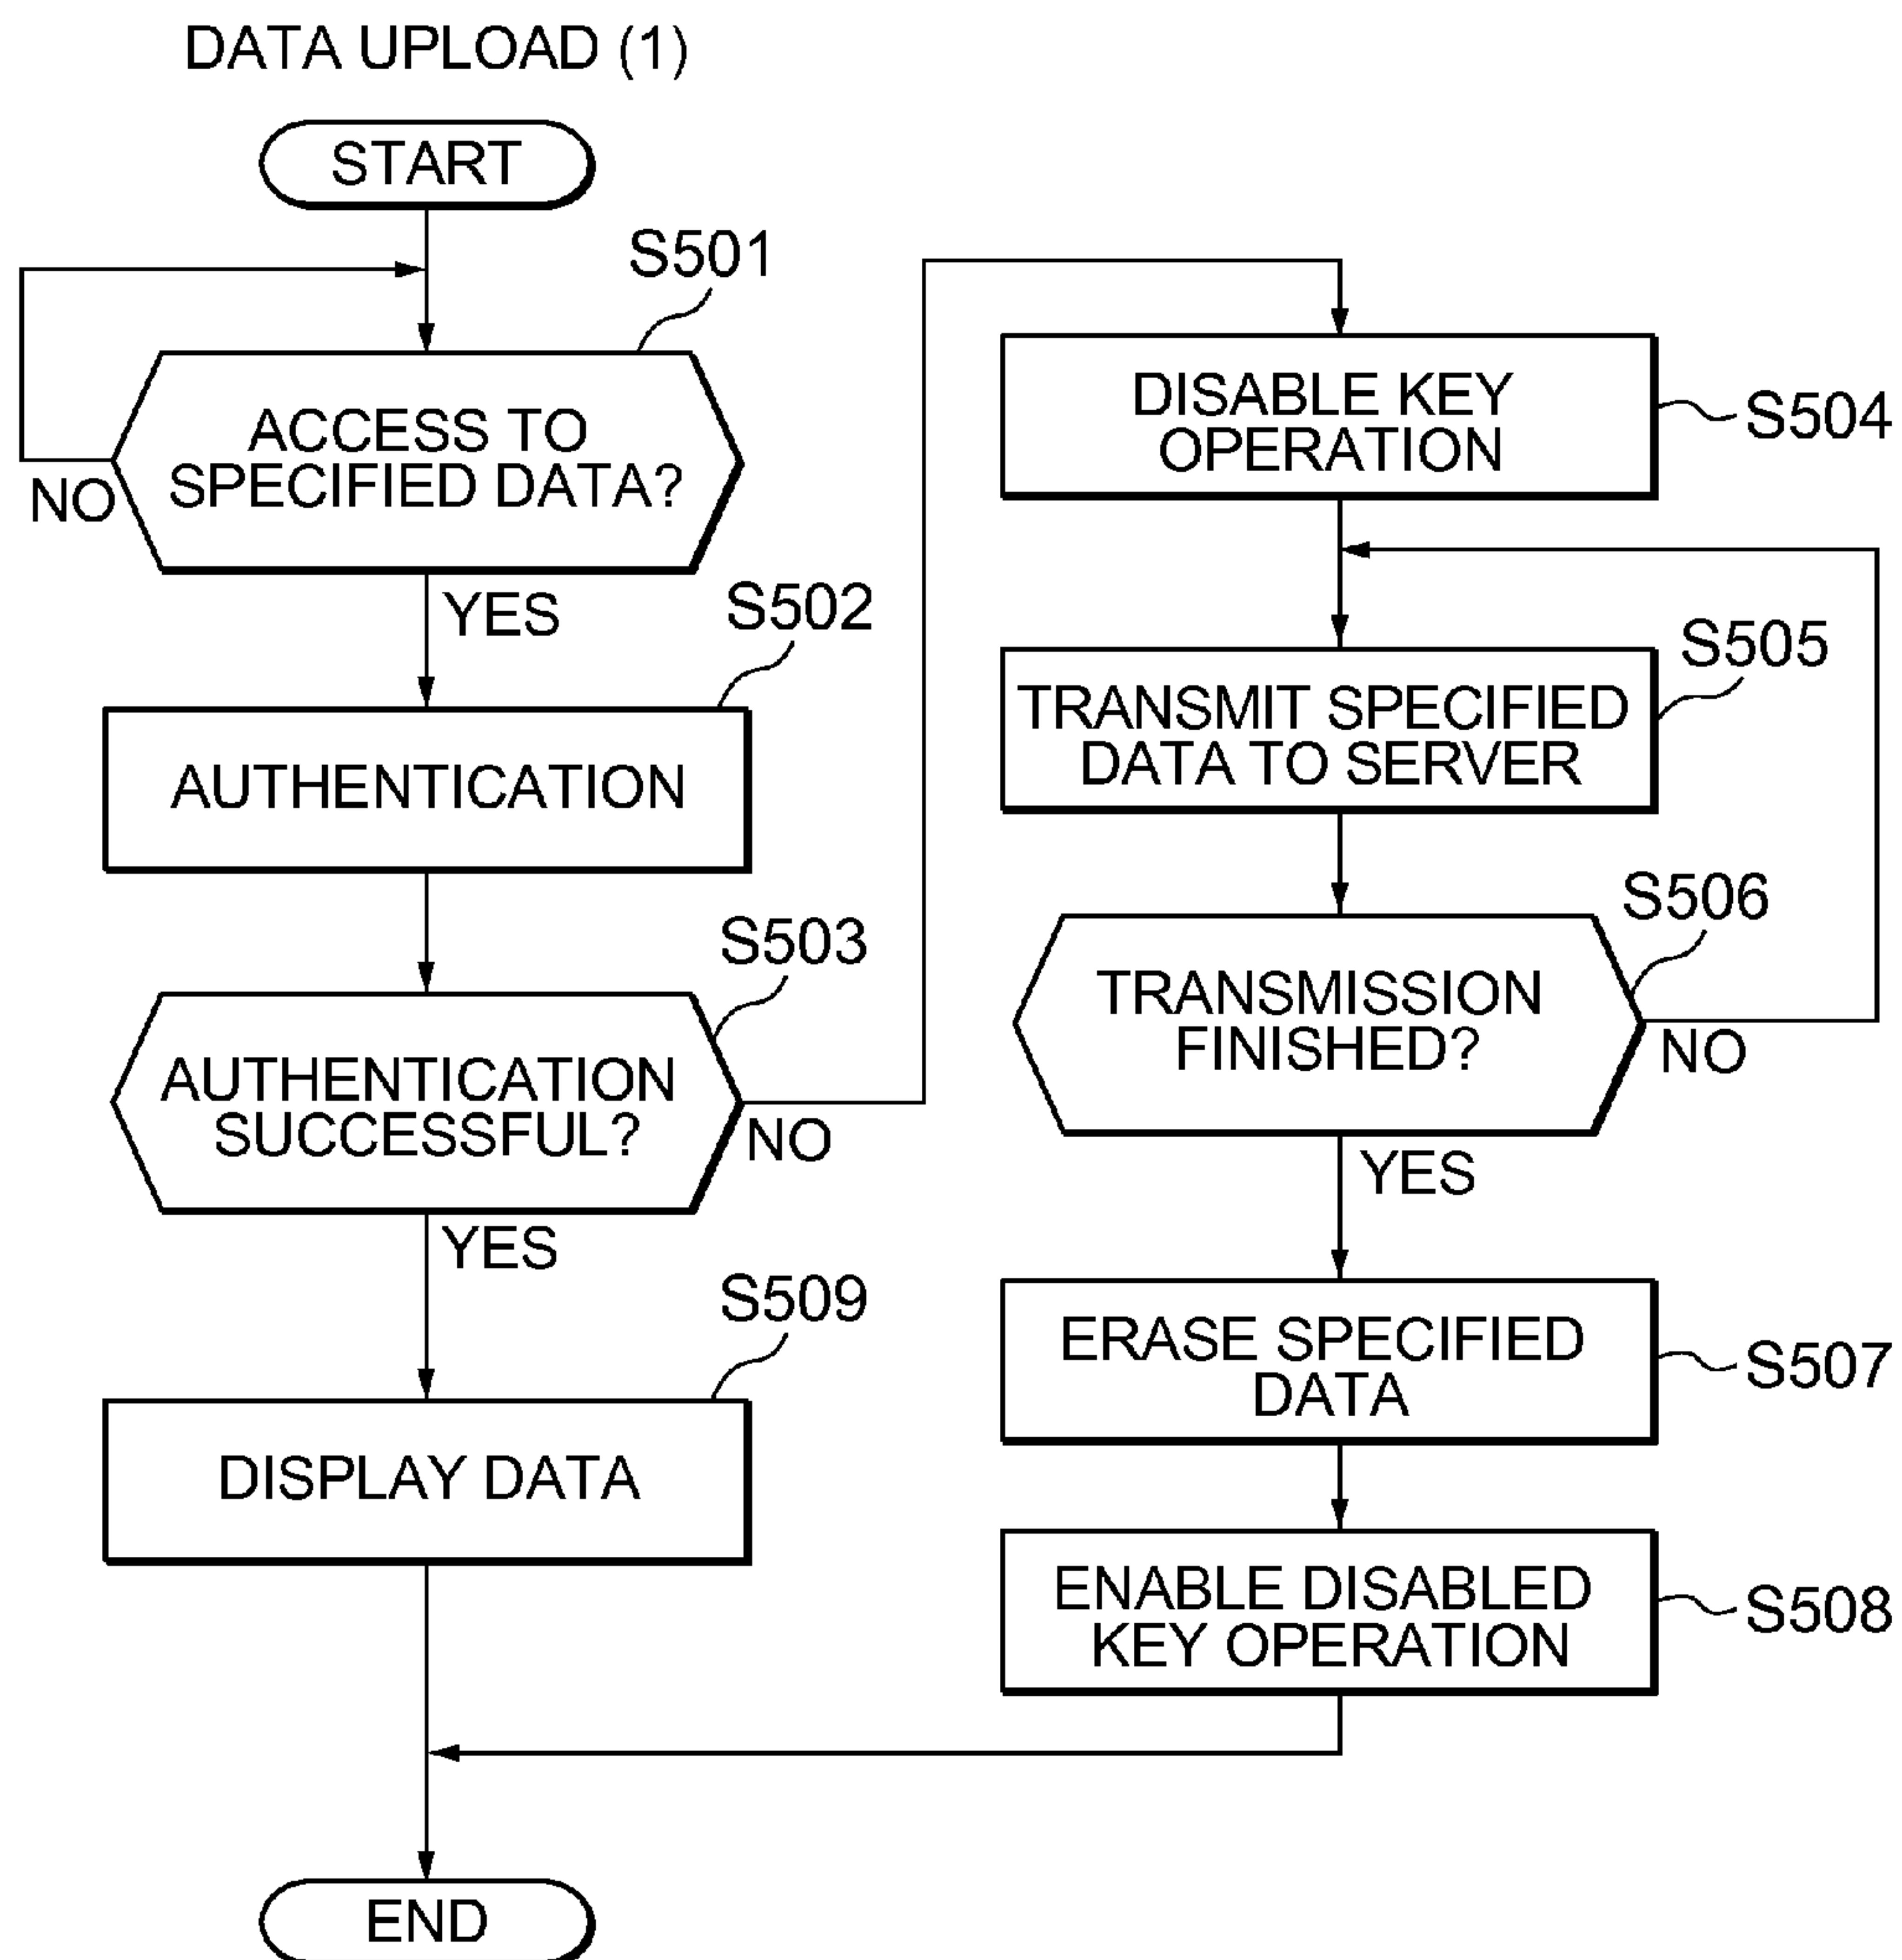 DATA UPLOAD (1)
START
S501
ACCESS TO
SPECIFIED DATA?
NO
YES
S502
AUTHENTICATION
S503
AUTHENTICATION
SUCCESSFUL?
NO
YES
S509
DISPLAY DATA
END
DISABLE KEY
OPERATION
S504
S505
TRANSMIT SPECIFIED
DATA TO SERVER
S506
TRANSMISSION
FINISHED?
NO
YES
ERASE SPECIFIED
DATA
S507
ENABLE DISABLED
KEY OPERATION
S508